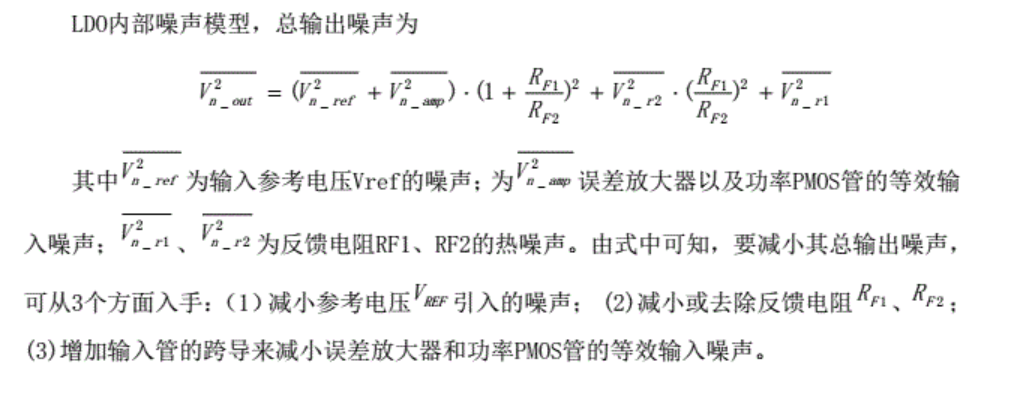 LDO内部噪声模型，总输出噪声为
$\overline{V_{n\_out}^2} = (\overline{V_{n\_ref}^2} + \overline{V_{n\_amp}^2}) \cdot (1 + \frac{R_{F1}}{R_{F2}})^2 + \overline{V_{n\_r2}^2} \cdot (\frac{R_{F1}}{R_{F2}})^2 + \overline{V_{n\_r1}^2}$
其中$\overline{V_{n\_ref}^2}$为输入参考电压Vref的噪声；为$\overline{V_{n\_amp}^2}$误差放大器以及功率PMOS管的等效输
入噪声；$\overline{V_{n\_r1}^2}$、$\overline{V_{n\_r2}^2}$为反馈电阻RF1、RF2的热噪声。由式中可知，要减小其总输出噪声，
可从3个方面入手：（1）减小参考电压$V_{REF}$引入的噪声； (2)减小或去除反馈电阻$R_{F1}$、$R_{F2}$；
(3)增加输入管的跨导来减小误差放大器和功率PMOS管的等效输入噪声。